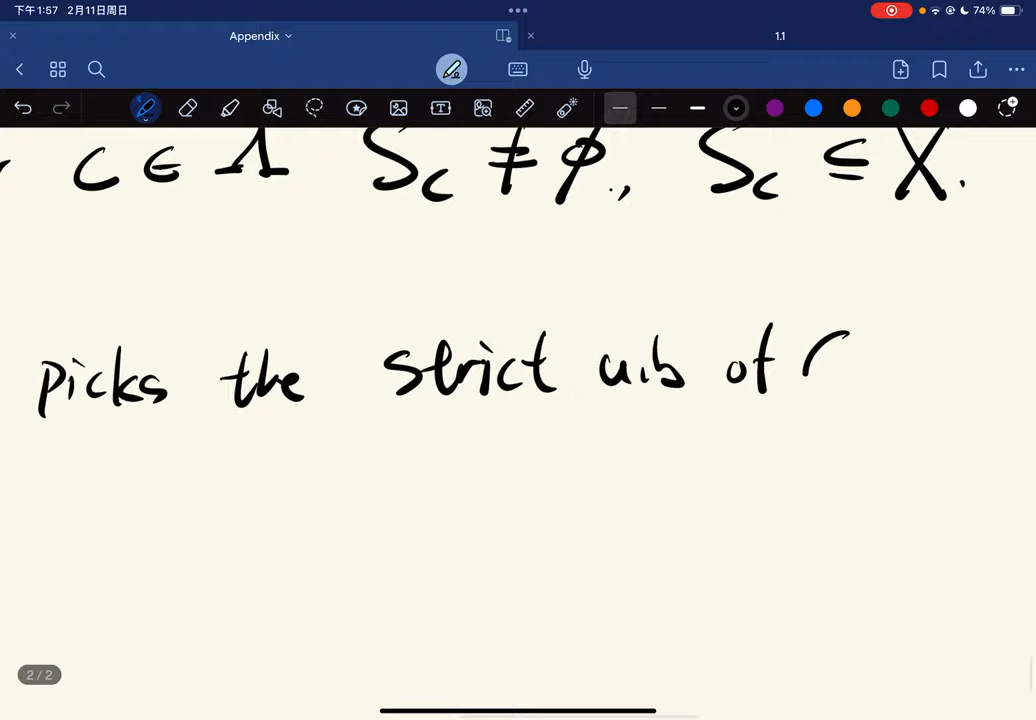 下午1:57 2月11日周日 74%
Appendix 1.1
c ∈ Λ S_c ≠ ϕ., S_c ⊆ X.
picks the strict u.b of C
2 / 2